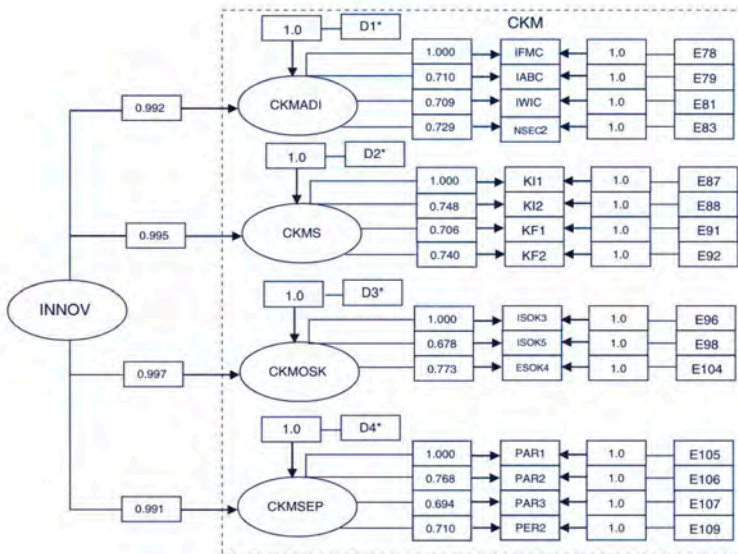 CKM
1.0 D1*
1.000 IFMC 1.0 E78
0.710 IABC 1.0 E79
0.992 CKMADI 0.709 IWIC 1.0 E81
0.729 NSEC2 1.0 E83
1.0 D2*
1.000 KI1 1.0 E87
0.748 KI2 1.0 E88
0.995 CKMS 0.706 KF1 1.0 E91
0.740 KF2 1.0 E92
INNOV
1.0 D3*
1.000 ISOK3 1.0 E96
0.678 ISOK5 1.0 E98
0.997 CKMOSK 0.773 ESOK4 1.0 E104
1.0 D4*
1.000 PAR1 1.0 E105
0.768 PAR2 1.0 E106
0.991 CKMSEP 0.694 PAR3 1.0 E107
0.710 PER2 1.0 E109